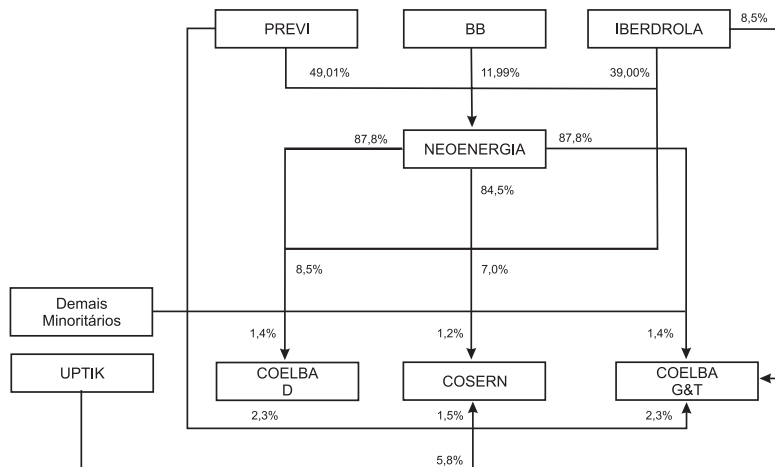 PREVI
BB
IBERDROLA
8,5%
49,01%
11,99%
39,00%
87,8%
NEOENERGIA
87,8%
84,5%
8,5%
7,0%
Demais
Minoritários
1,4%
1,2%
1,4%
UPTIK
COELBA
D
COSERN
COELBA
G&T
2,3%
1,5%
2,3%
5,8%